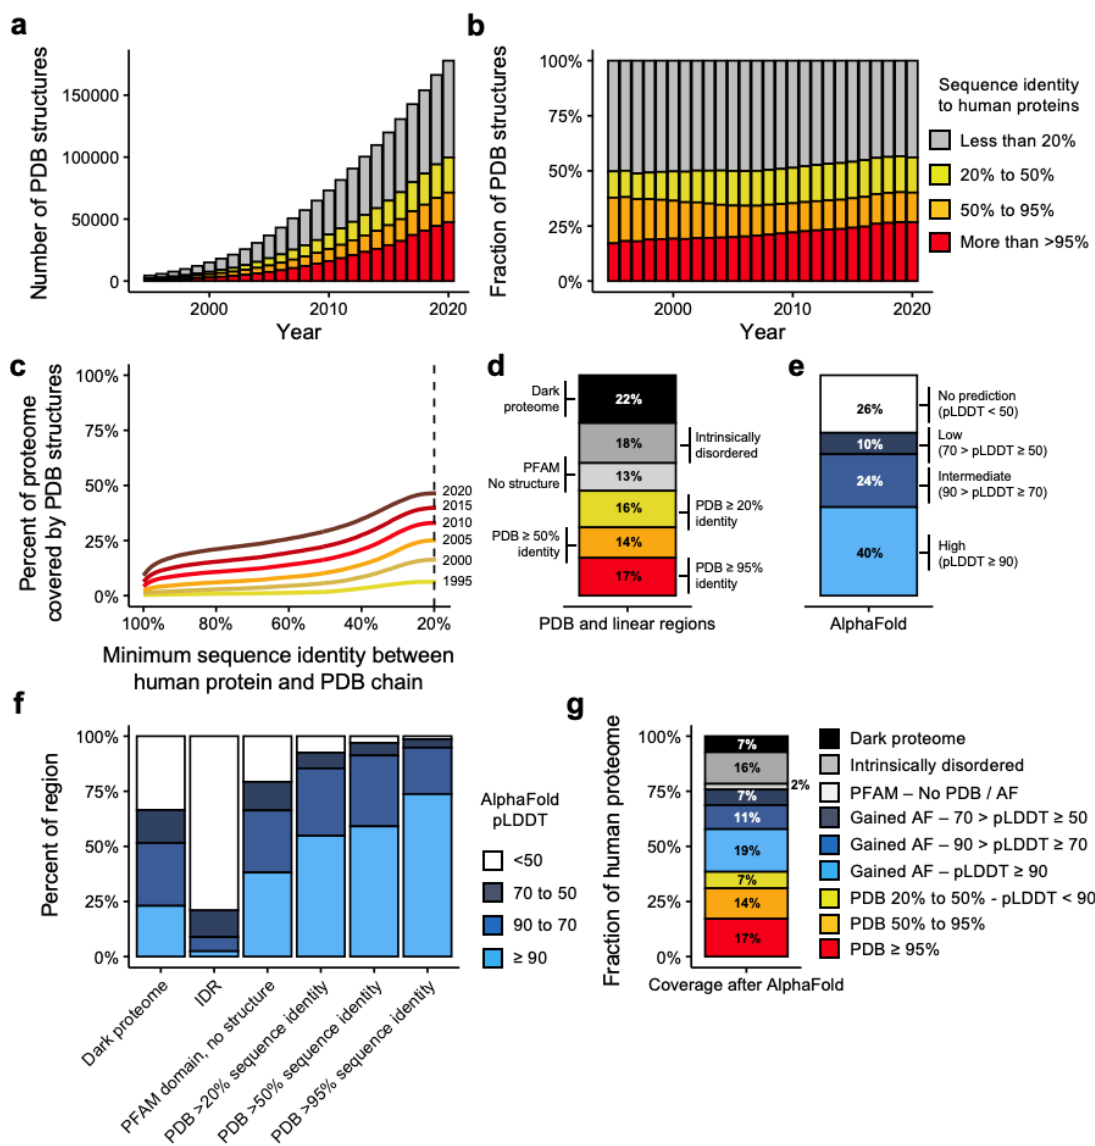 a
Number of PDB structures
150000
100000
50000
0
2000
2010
2020
Year
b
Fraction of PDB structures
100%
75%
50%
25%
0%
2000
2010
2020
Year
Sequence identity
to human proteins
Less than 20%
20% to 50%
50% to 95%
More than >95%
c
Percent of proteome
covered by PDB structures
100%
75%
50%
25%
0%
2020
2015
2010
2005
2000
1995
100%
80%
60%
40%
20%
Minimum sequence identity between
human protein and PDB chain
d
Dark
proteome
22%
18%
Intrinsically
disordered
PFAM
No structure
13%
16%
PDB ≥ 20%
identity
PDB ≥ 50%
identity
14%
17%
PDB ≥ 95%
identity
PDB and linear regions
e
26%
No prediction
(pLDDT < 50)
10%
Low
(70 > pLDDT ≥ 50)
24%
Intermediate
(90 > pLDDT ≥ 70)
40%
High
(pLDDT ≥ 90)
AlphaFold
f
Percent of region
100%
75%
50%
25%
0%
Dark proteome
IDR
PFAM domain, no structure
PDB >20% sequence identity
PDB >50% sequence identity
PDB >95% sequence identity
AlphaFold
pLDDT
<50
70 to 50
90 to 70
≥ 90
g
Fraction of human proteome
100%
75%
50%
25%
0%
7%
16%
2%
7%
11%
19%
7%
14%
17%
Coverage after AlphaFold
Dark proteome
Intrinsically disordered
PFAM – No PDB / AF
Gained AF – 70 > pLDDT ≥ 50
Gained AF – 90 > pLDDT ≥ 70
Gained AF – pLDDT ≥ 90
PDB 20% to 50% - pLDDT < 90
PDB 50% to 95%
PDB ≥ 95%